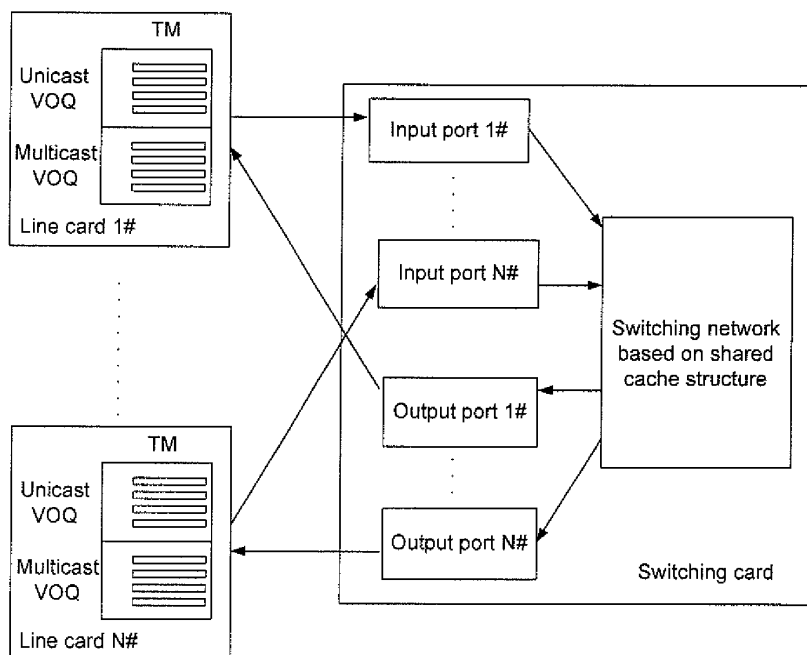 TM
Unicast
VOQ
Multicast
VOQ
Line card 1#
TM
Unicast
VOQ
Multicast
VOQ
Line card N#
Input port 1#
Input port N#
Output port 1#
Output port N#
Switching network
based on shared
cache structure
Switching card